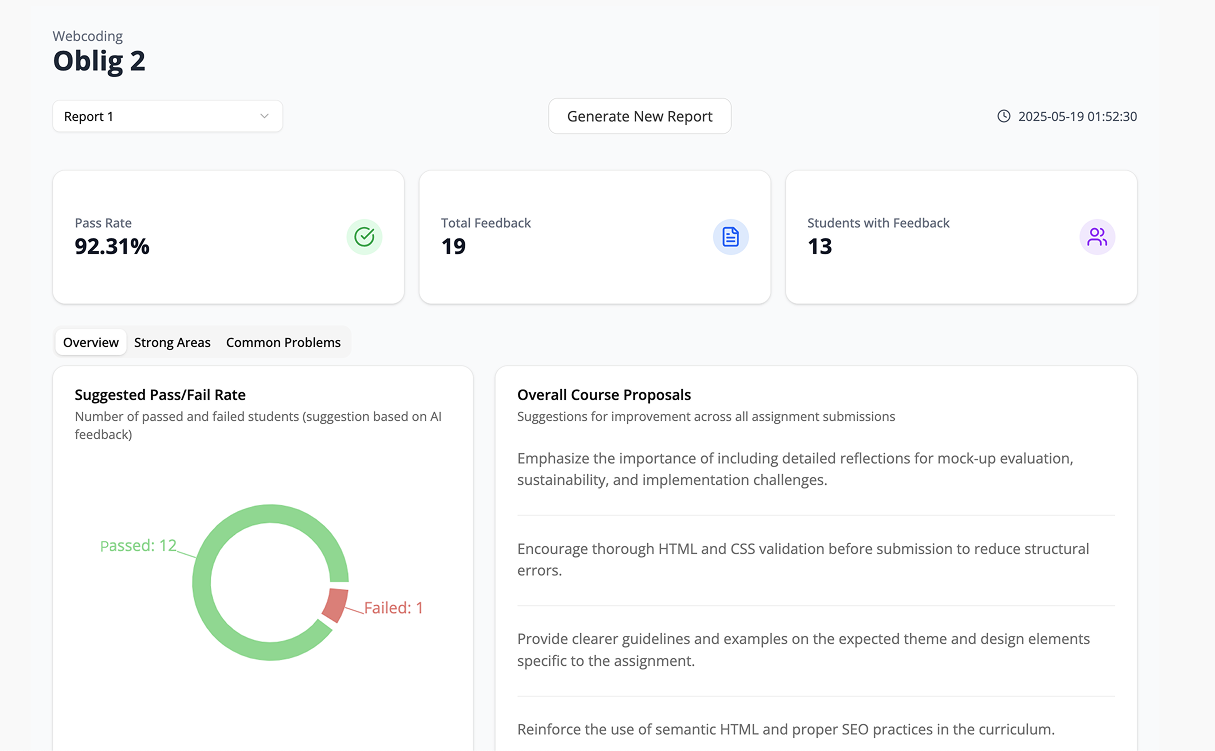 Webcoding
Oblig 2
Report 1
Generate New Report
2025-05-19 01:52:30
Pass Rate
92.31%
Total Feedback
19
Students with Feedback
13
Overview
Strong Areas
Common Problems
Suggested Pass/Fail Rate
Number of passed and failed students (suggestion based on AI
feedback)
Passed: 12
Failed: 1
Overall Course Proposals
Suggestions for improvement across all assignment submissions
Emphasize the importance of including detailed reflections for mock-up evaluation,
sustainability, and implementation challenges.
Encourage thorough HTML and CSS validation before submission to reduce structural
errors.
Provide clearer guidelines and examples on the expected theme and design elements
specific to the assignment.
Reinforce the use of semantic HTML and proper SEO practices in the curriculum.